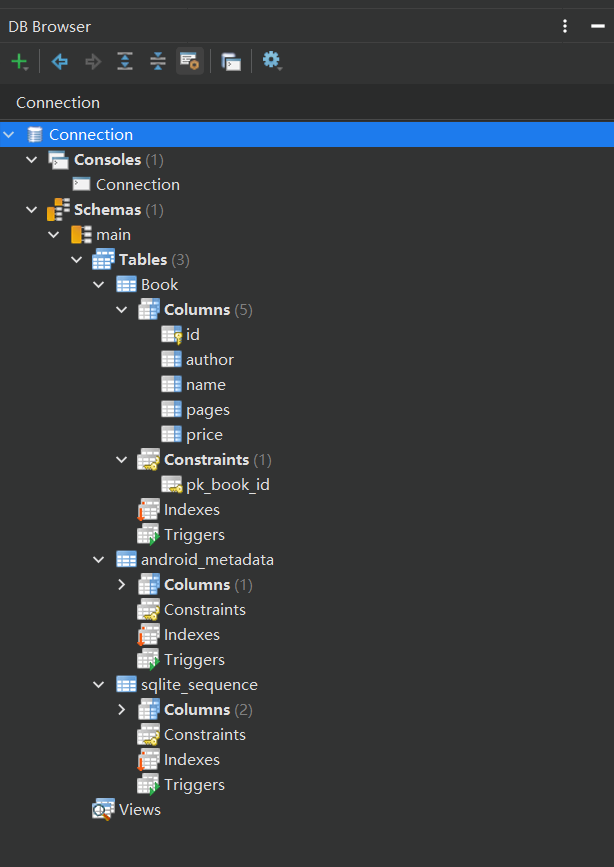 DB Browser
Connection
Connection
Consoles (1)
Connection
Schemas (1)
main
Tables (3)
Book
Columns (5)
id
author
name
pages
price
Constraints (1)
pk_book_id
Indexes
Triggers
android_metadata
Columns (1)
Constraints
Indexes
Triggers
sqlite_sequence
Columns (2)
Constraints
Indexes
Triggers
Views